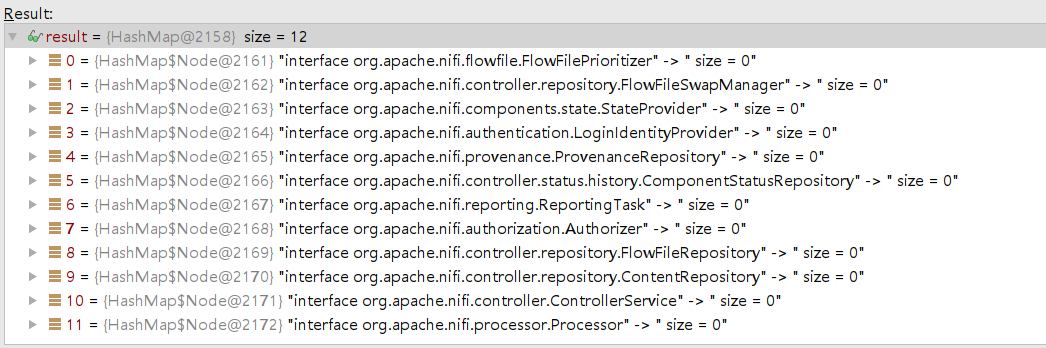 Result:
result = {HashMap@2158} size = 12
0 = {HashMap$Node@2161} "interface org.apache.nifi.flowfile.FlowFilePrioritizer" -> " size = 0"
1 = {HashMap$Node@2162} "interface org.apache.nifi.controller.repository.FlowFileSwapManager" -> " size = 0"
2 = {HashMap$Node@2163} "interface org.apache.nifi.components.state.StateProvider" -> " size = 0"
3 = {HashMap$Node@2164} "interface org.apache.nifi.authentication.LoginIdentityProvider" -> " size = 0"
4 = {HashMap$Node@2165} "interface org.apache.nifi.provenance.ProvenanceRepository" -> " size = 0"
5 = {HashMap$Node@2166} "interface org.apache.nifi.controller.status.history.ComponentStatusRepository" -> " size = 0"
6 = {HashMap$Node@2167} "interface org.apache.nifi.reporting.ReportingTask" -> " size = 0"
7 = {HashMap$Node@2168} "interface org.apache.nifi.authorization.Authorizer" -> " size = 0"
8 = {HashMap$Node@2169} "interface org.apache.nifi.controller.repository.FlowFileRepository" -> " size = 0"
9 = {HashMap$Node@2170} "interface org.apache.nifi.controller.repository.ContentRepository" -> " size = 0"
10 = {HashMap$Node@2171} "interface org.apache.nifi.controller.ControllerService" -> " size = 0"
11 = {HashMap$Node@2172} "interface org.apache.nifi.processor.Processor" -> " size = 0"